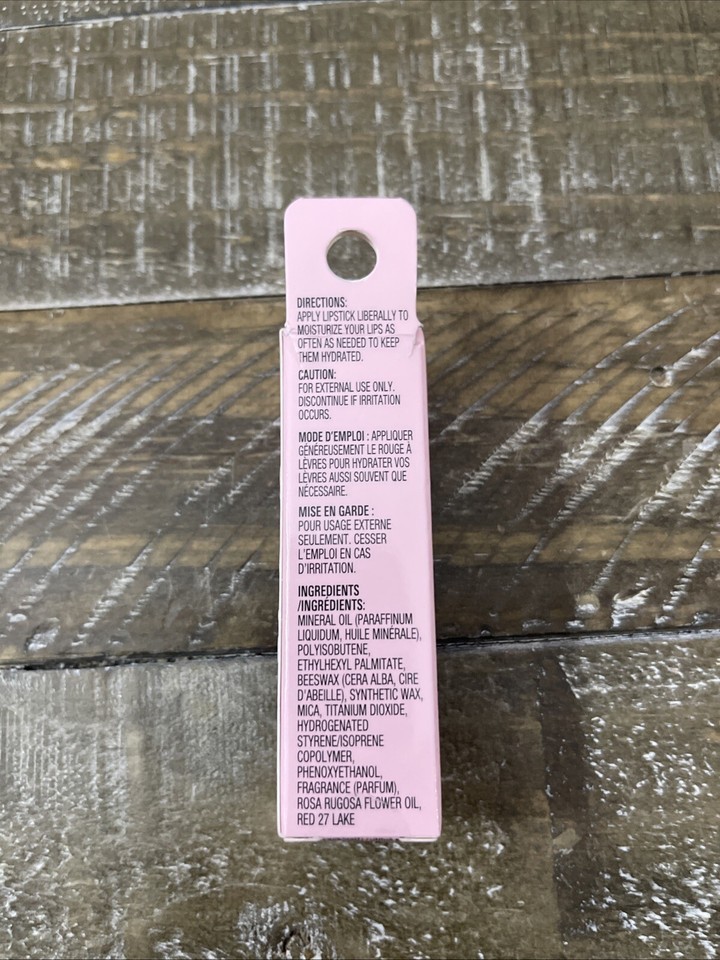 DIRECTIONS:
APPLY LIPSTICK LIBERALLY TO
MOISTURIZE YOUR LIPS AS
OFTEN AS NEEDED TO KEEP
THEM HYDRATED.
CAUTION:
FOR EXTERNAL USE ONLY.
DISCONTINUE IF IRRITATION
OCCURS.
MODE D'EMPLOI : APPLIQUER
GÉNÉREUSEMENT LE ROUGE À
LÈVRES POUR HYDRATER VOS
LÈVRES AUSSI SOUVENT QUE
NÉCESSAIRE.
MISE EN GARDE :
POUR USAGE EXTERNE
SEULEMENT. CESSER
L'EMPLOI EN CAS
D'IRRITATION.
INGREDIENTS
/INGRÉDIENTS:
MINERAL OIL (PARAFFINUM
LIQUIDUM, HUILE MINÉRALE),
POLYISOBUTENE,
ETHYLHEXYL PALMITATE,
BEESWAX (CERA ALBA, CIRE
D'ABEILLE), SYNTHETIC WAX,
MICA, TITANIUM DIOXIDE,
HYDROGENATED
STYRENE/ISOPRENE
COPOLYMER,
PHENOXYETHANOL,
FRAGRANCE (PARFUM),
ROSA RUGOSA FLOWER OIL,
RED 27 LAKE